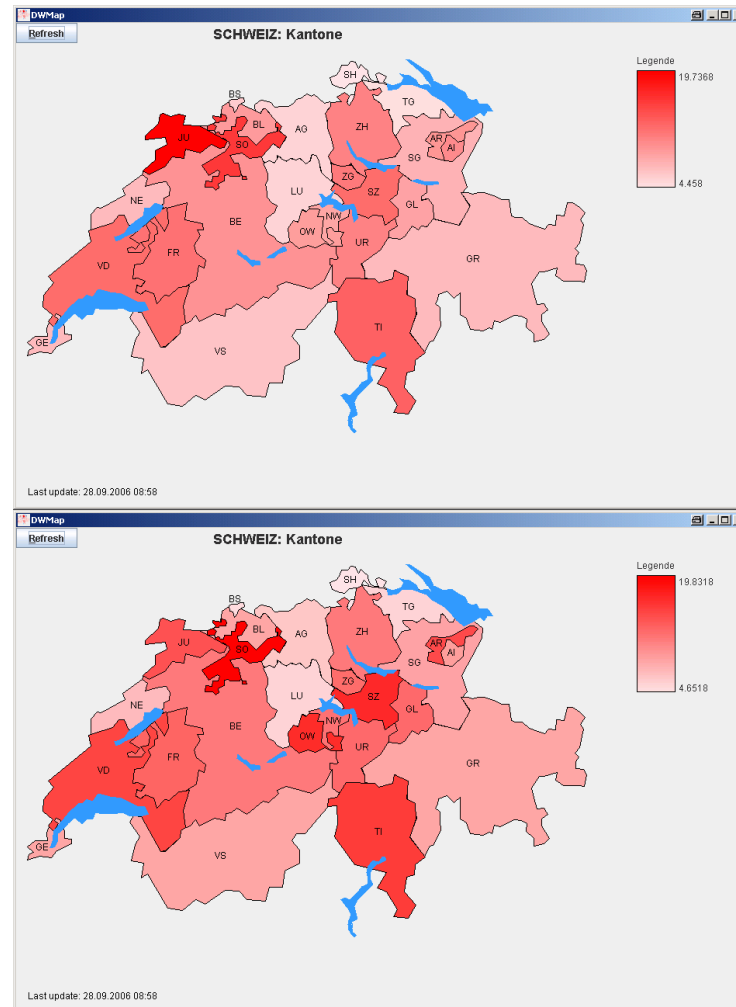 DWMap
Refresh
SCHWEIZ: Kantone
Legende
19.7368
4.458
SH
TG
BS
BL
AG
ZH
JU
SO
AR
AI
SG
ZG
LU
SZ
NE
NW
GL
BE
OW
UR
FR
VD
GR
TI
GE
VS
Last update: 28.09.2006 08:58
DWMap
Refresh
SCHWEIZ: Kantone
Legende
19.8318
4.6518
SH
TG
BS
BL
AG
ZH
JU
SO
AR
AI
SG
ZG
LU
SZ
NE
NW
GL
BE
OW
UR
FR
VD
GR
TI
GE
VS
Last update: 28.09.2006 08:58